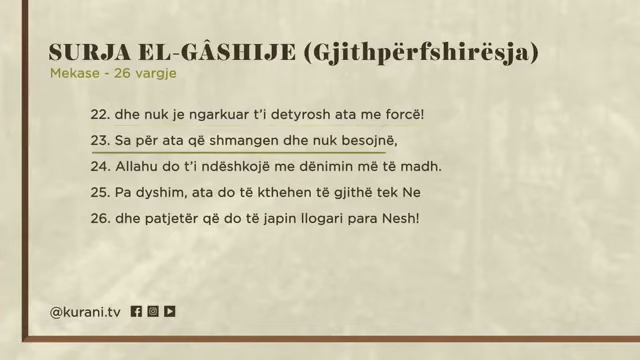 SURJA EL-GÂSHIJE (Gjithpërfshirësja)
Mekase - 26 vargje
22. dhe nuk je ngarkuar t'i detyrosh ata me forcë!
23. Sa për ata që shmangen dhe nuk besojnë,
24. Allahu do t'i ndëshkojë me dënimin më të madh.
25. Pa dyshim, ata do të kthehen të gjithë tek Ne
26. dhe patjetër që do të japin llogari para Nesh!
@kurani.tv